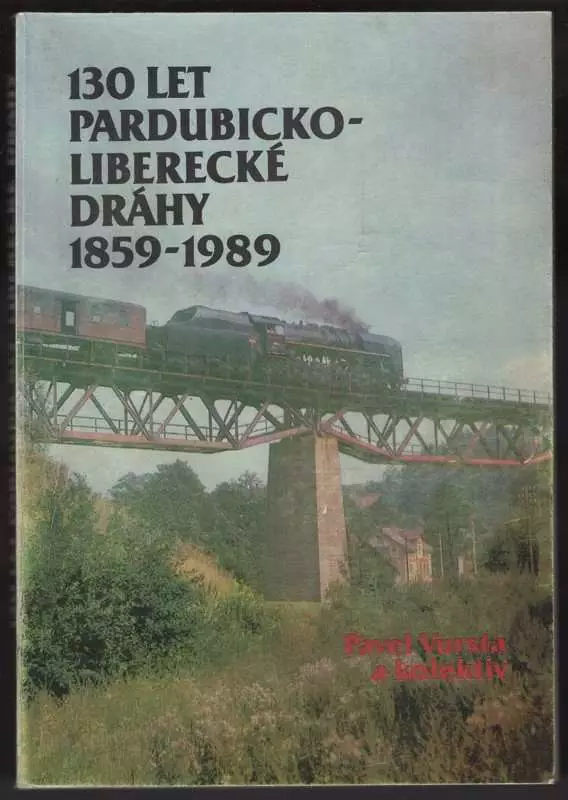 130 LET
PARDUBICKO-
LIBERECKÉ
DRÁHY
1859-1989
Pavel Vursta
a kolektiv